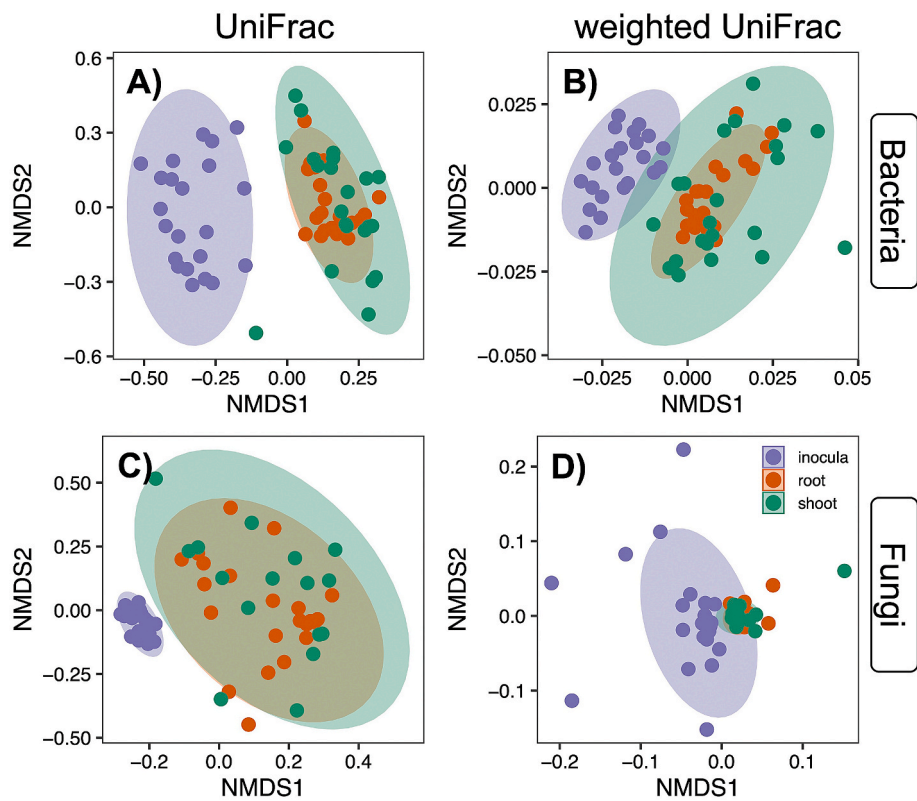 UniFrac
weighted UniFrac
A)
0.6
0.3
0.0
−0.3
−0.6
NMDS2
−0.50
−0.25
0.00
0.25
NMDS1
B)
0.025
0.000
−0.025
−0.050
NMDS2
−0.025
0.000
0.025
0.05
NMDS1
Bacteria
C)
0.50
0.25
0.00
−0.25
−0.50
NMDS2
−0.2
0.0
0.2
0.4
NMDS1
D)
0.2
0.1
0.0
−0.1
NMDS2
−0.2
−0.1
0.0
0.1
NMDS1
inocula
root
shoot
Fungi